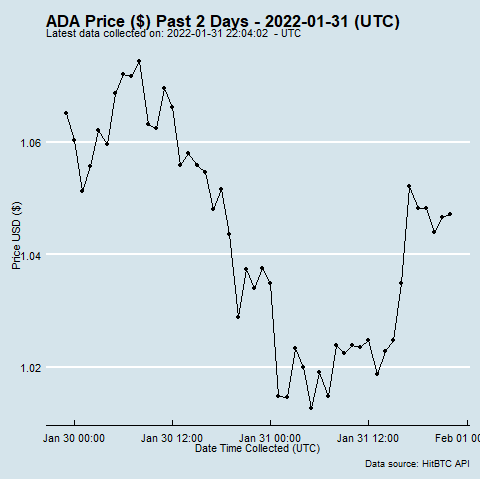 ADA Price ($) Past 2 Days - 2022-01-31 (UTC)
Latest data collected on: 2022-01-31 22:04:02 - UTC
1.06
1.04
1.02
Price USD ($)
Jan 30 00:00 Jan 30 12:00 Jan 31 00:00 Jan 31 12:00 Feb 01 0
Date Time Collected (UTC)
Data source: HitBTC API